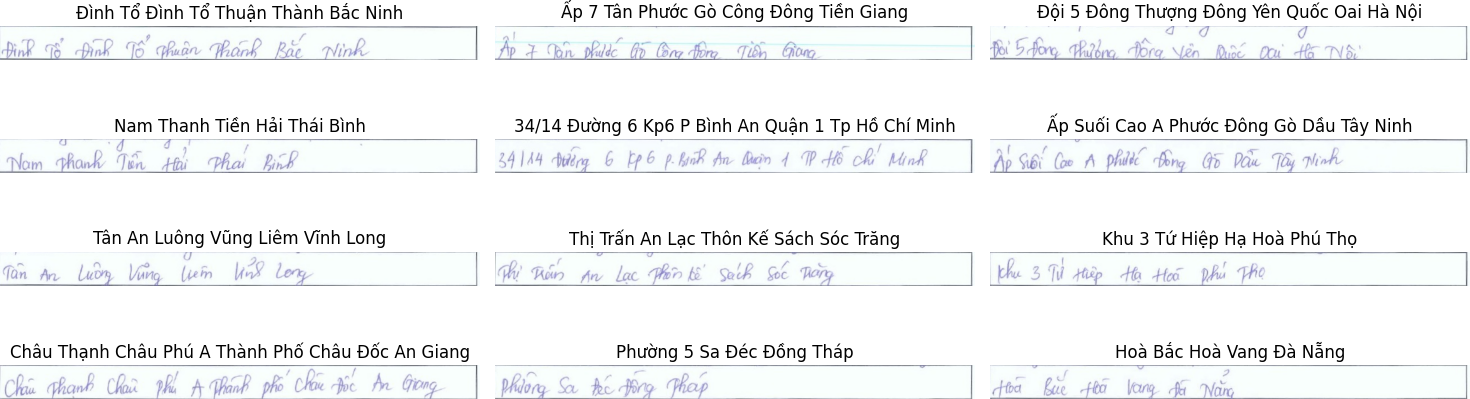 Đình Tổ Đình Tổ Thuận Thành Bắc Ninh
Đình Tổ Đình Tổ Thuận Thành Bắc Ninh
Ấp 7 Tân Phước Gò Công Đông Tiền Giang
Ấp 7 Tân Phước Gò Công Đông Tiền Giang
Đội 5 Đông Thượng Đông Yên Quốc Oai Hà Nội
Đội 5 Đông Thượng Đông Yên Quốc Oai Hà Nội
Nam Thanh Tiền Hải Thái Bình
Nam Thanh Tiền Hải Thái Bình
34/14 Đường 6 Kp6 P Bình An Quận 1 Tp Hồ Chí Minh
34/14 Đường 6 Kp6 P. Bình An Quận 1 TP Hồ Chí Minh
Ấp Suối Cao A Phước Đông Gò Dầu Tây Ninh
Ấp Suối Cao A Phước Đông Gò Dầu Tây Ninh
Tân An Luông Vũng Liêm Vĩnh Long
Tân An Luông Vũng Liêm Vĩnh Long
Thị Trấn An Lạc Thôn Kế Sách Sóc Trăng
Thị Trấn An Lạc Thôn Kế Sách Sóc Trăng
Khu 3 Tứ Hiệp Hạ Hoà Phú Thọ
Khu 3 Tứ Hiệp Hạ Hoà Phú Thọ
Châu Thạnh Châu Phú A Thành Phố Châu Đốc An Giang
Châu Thạnh Châu Phú A Thành Phố Châu Đốc An Giang
Phường 5 Sa Đéc Đồng Tháp
Phường Sa Đéc Đồng Tháp
Hoà Bắc Hoà Vang Đà Nẵng
Hoà Bắc Hoà Vang Đà Nẵng